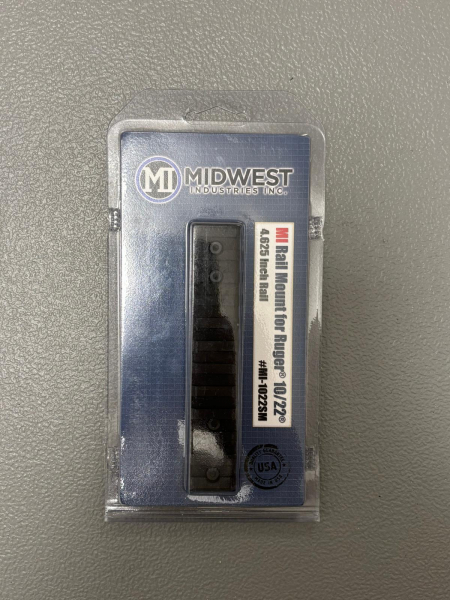 MI MIDWEST
INDUSTRIES INC.
MI Rail Mount for Ruger® 10/22®
4.625 Inch Rail
#MI-1022SM
USA